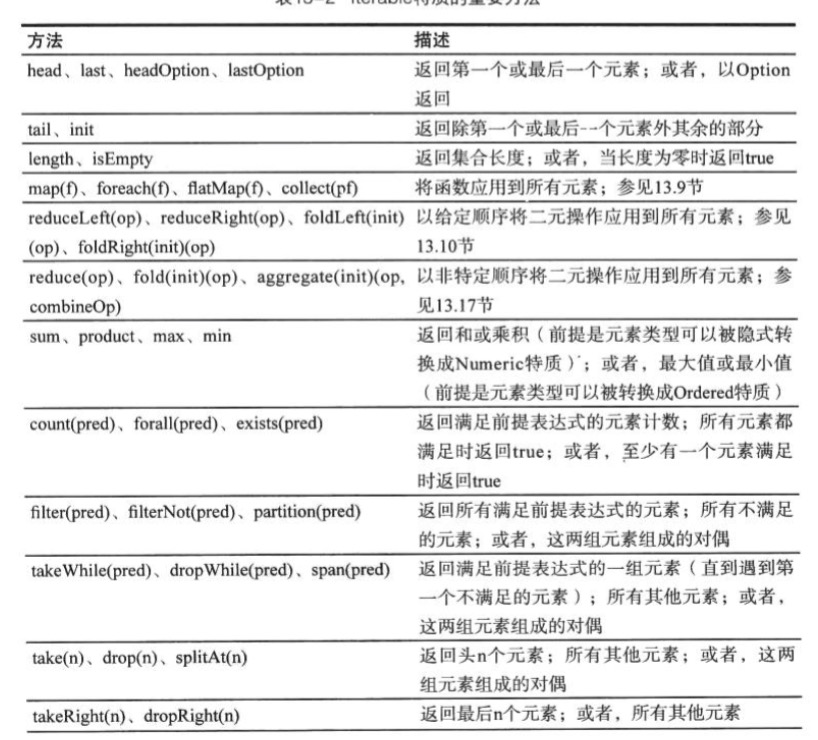 方法 描述
head、last、headOption、lastOption 返回第一个或最后一个元素；或者，以Option
返回
tail、init 返回除第一个或最后一个元素外其余的部分
length、isEmpty 返回集合长度；或者，当长度为零时返回true
map(f)、foreach(f)、flatMap(f)、collect(pf) 将函数应用到所有元素；参见13.9节
reduceLeft(op)、reduceRight(op)、foldLeft(init) 以给定顺序将二元操作应用到所有元素；参见
(op)、foldRight(init)(op) 13.10节
reduce(op)、fold(init)(op)、aggregate(init)(op, 以非特定顺序将二元操作应用到所有元素；参
combineOp) 见13.17节
sum、product、max、min 返回和或乘积（前提是元素类型可以被隐式转
换成Numeric特质）；或者，最大值或最小值
（前提是元素类型可以被转换成Ordered特质）
count(pred)、forall(pred)、exists(pred) 返回满足前提表达式的元素计数；所有元素都
满足时返回true；或者，至少有一个元素满足
时返回true
filter(pred)、filterNot(pred)、partition(pred) 返回所有满足前提表达式的元素；所有不满足
的元素；或者，这两组元素组成的对偶
takeWhile(pred)、dropWhile(pred)、span(pred) 返回满足前提表达式的一组元素（直到遇到第
一个不满足的元素）；所有其他元素；或者，
这两组元素组成的对偶
take(n)、drop(n)、splitAt(n) 返回头n个元素；所有其他元素；或者，这两
组元素组成的对偶
takeRight(n)、dropRight(n) 返回最后n个元素；或者，所有其他元素